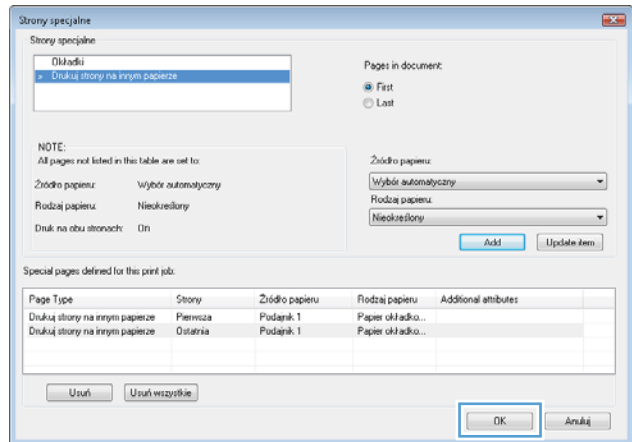 Strony specjalne
Strony specjalne
Okładki
» Drukuj strony na innym papierze
Pages in document:
First
Last
NOTE:
All pages not listed in this table are set to:
Źródło papieru: Wybór automatyczny
Rodzaj papieru: Nieokreślony
Druk na obu stronach: On
Źródło papieru:
Wybór automatyczny
Rodzaj papieru:
Nieokreślony
Add Update item
Special pages defined for this print job:
Page Type Strony Źródło papieru Rodzaj papieru Additional attributes
Drukuj strony na innym papierze Pierwsza Podajnik 1 Papier okładko...
Drukuj strony na innym papierze Ostatnia Podajnik 1 Papier okładko...
Usuń Usuń wszystkie
OK Anuluj